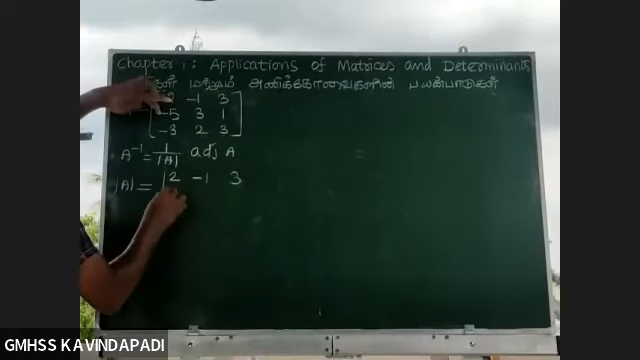 Chapter 1: Applications of Matrices and Determinants
மற்றும் அணிக்கோவைகளின் பயன்பாடுகள்
2 -1 3
-5 3 1
-3 2 3
A⁻¹ = 1/|A| adj A
|A| = |2 -1 3
GMHSS KAVINDAPADI